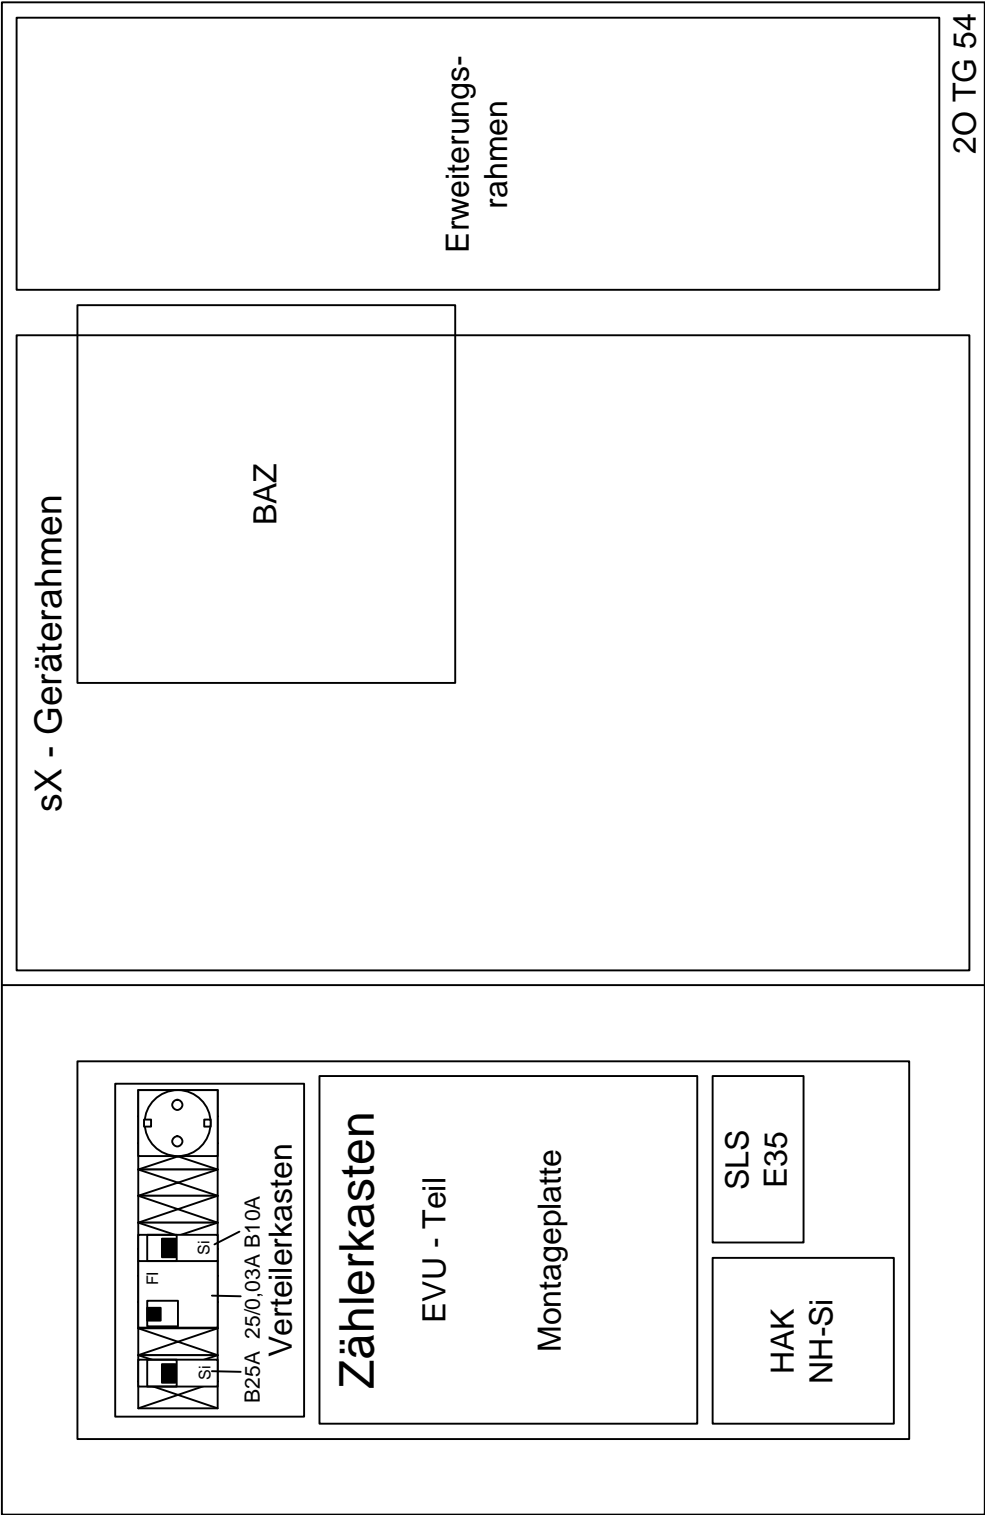 Si
FI
Si
B25A 25/0,03A B10A
Verteilerkasten
Zählerkasten
EVU - Teil
Montageplatte
HAK
NH-Si
SLS
E35
sX - Geräterahmen
BAZ
Erweiterungs-
rahmen
2O TG 54